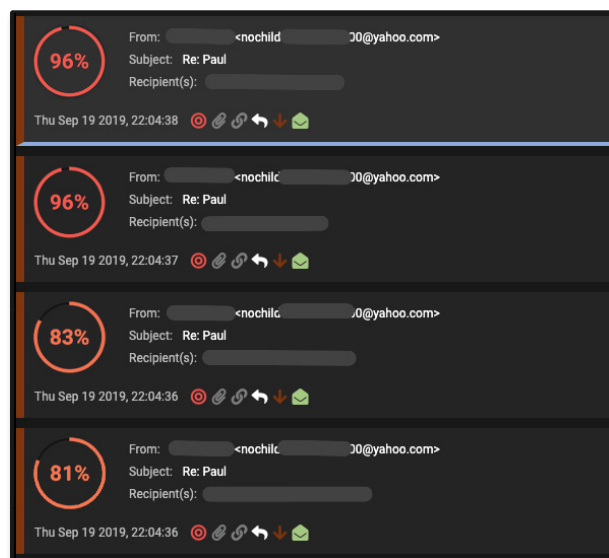 96%
From: <nochild 00@yahoo.com>
Subject: Re: Paul
Recipient(s):
Thu Sep 19 2019, 22:04:38
96%
From: <nochild 00@yahoo.com>
Subject: Re: Paul
Recipient(s):
Thu Sep 19 2019, 22:04:37
83%
From: <nochild 00@yahoo.com>
Subject: Re: Paul
Recipient(s):
Thu Sep 19 2019, 22:04:36
81%
From: <nochild 00@yahoo.com>
Subject: Re: Paul
Recipient(s):
Thu Sep 19 2019, 22:04:36